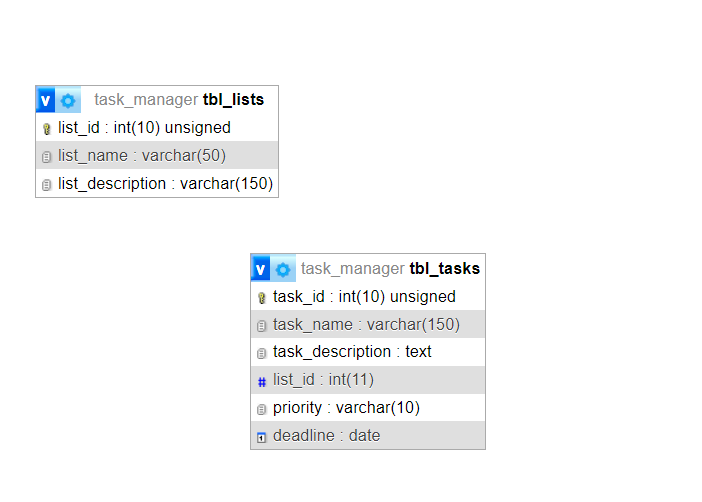 v task_manager tbl_lists
list_id : int(10) unsigned
list_name : varchar(50)
list_description : varchar(150)
v task_manager tbl_tasks
task_id : int(10) unsigned
task_name : varchar(150)
task_description : text
# list_id : int(11)
priority : varchar(10)
deadline : date